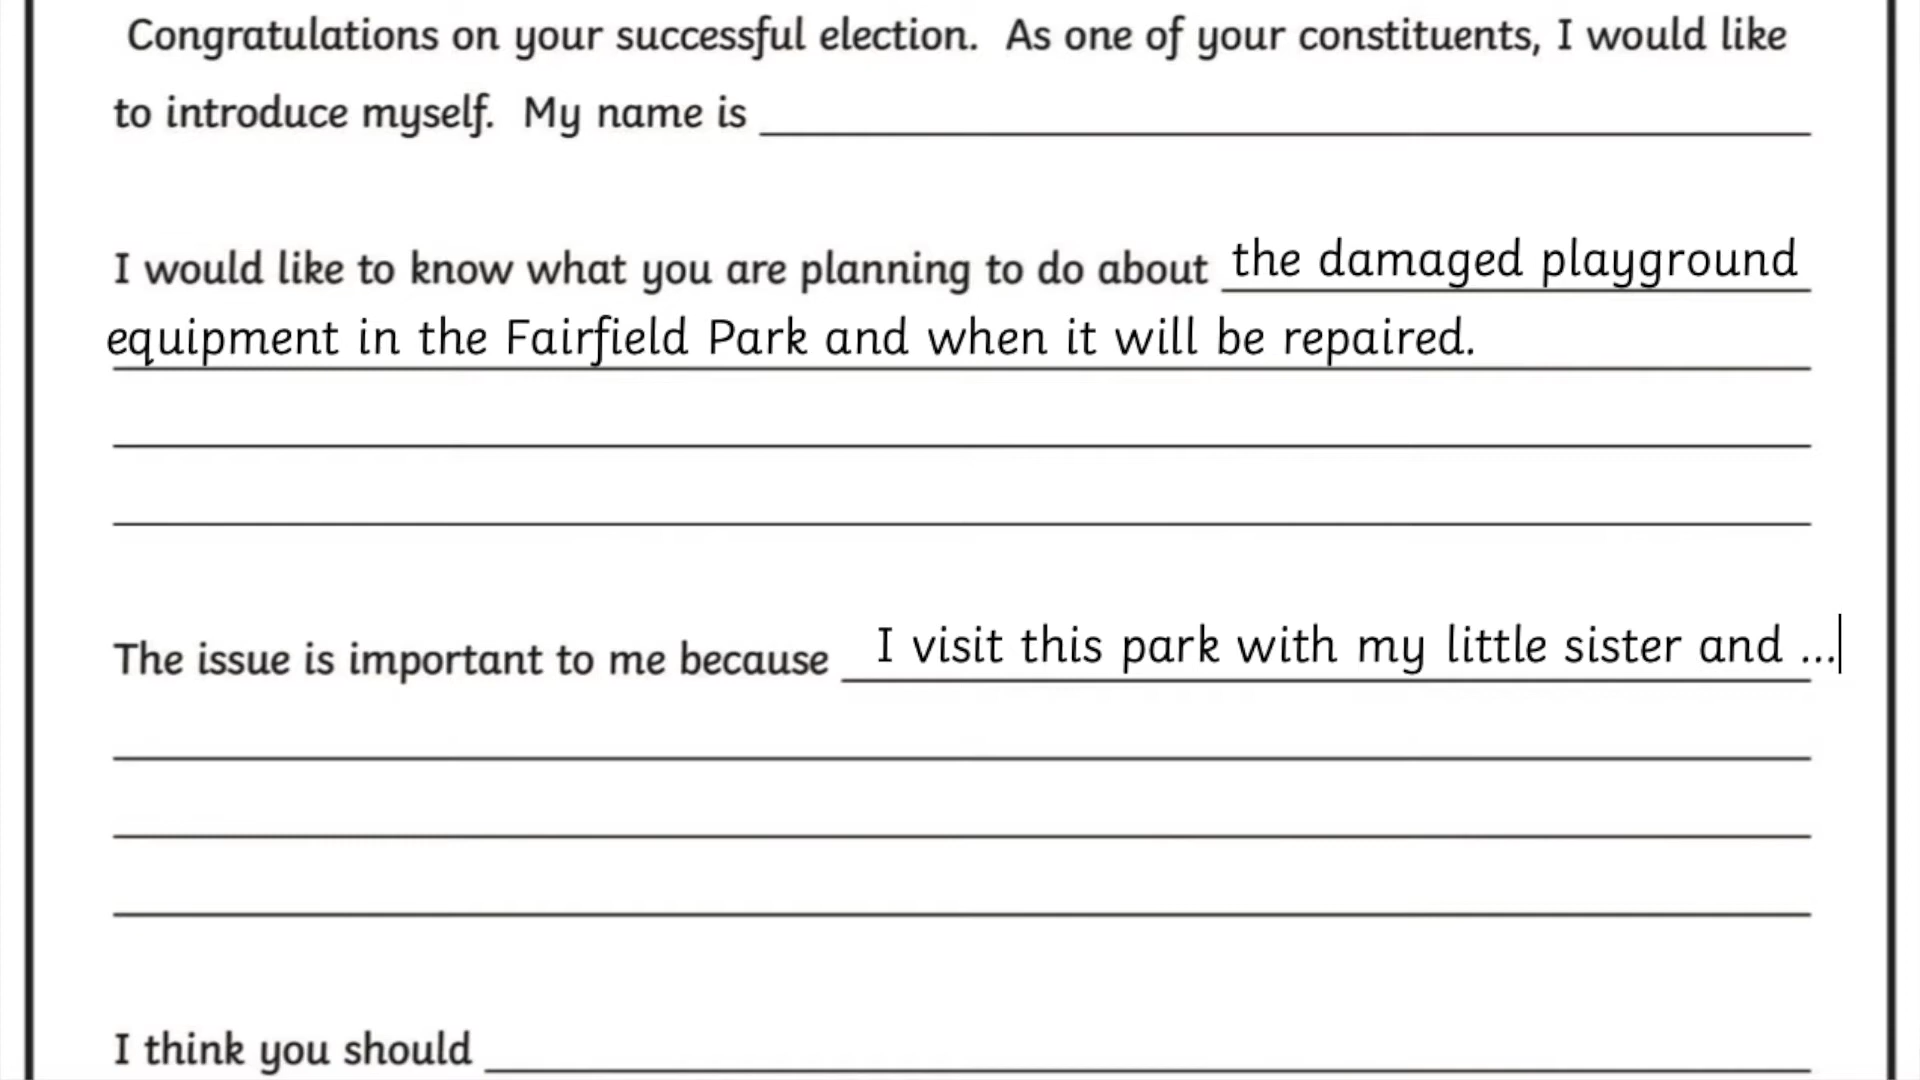 Congratulations on your successful election. As one of your constituents, I would like
to introduce myself. My name is
I would like to know what you are planning to do about the damaged playground
equipment in the Fairfield Park and when it will be repaired.
The issue is important to me because I visit this park with my little sister and ...
I think you should